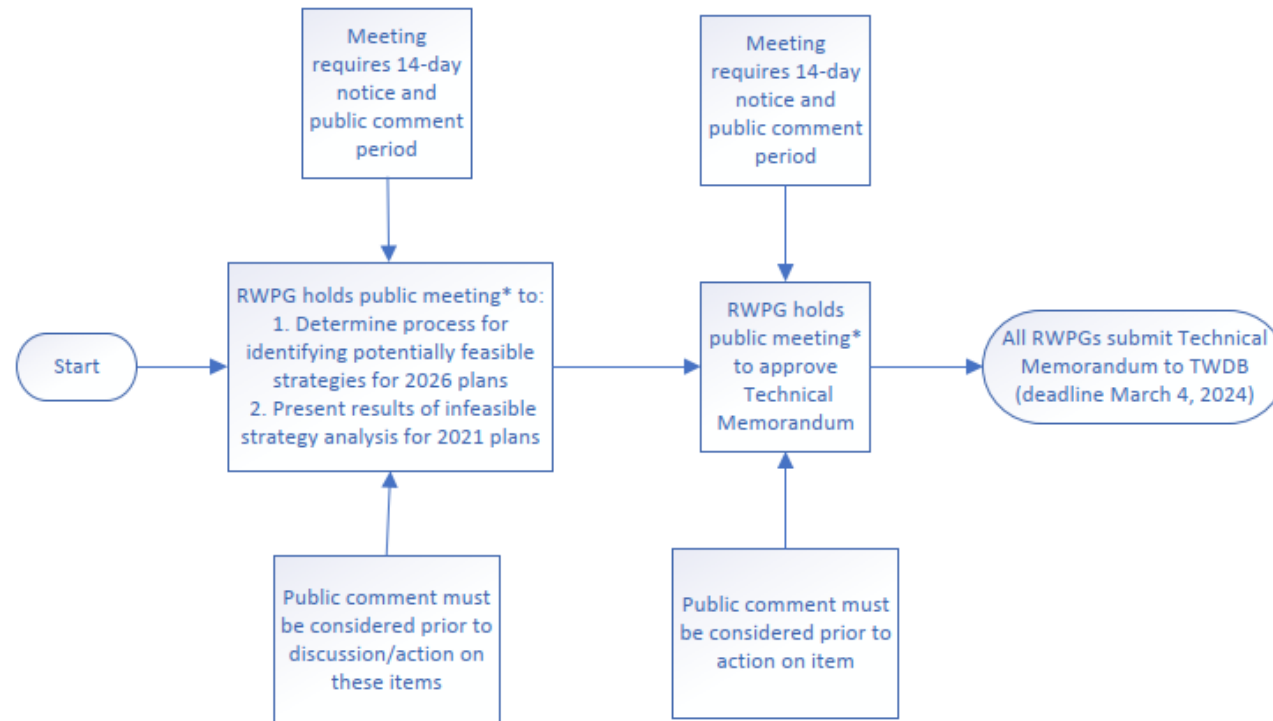 Meeting
requires 14-day
notice and
public comment
period
Meeting
requires 14-day
notice and
public comment
period
Start
RWPG holds public meeting* to:
1. Determine process for
identifying potentially feasible
strategies for 2026 plans
2. Present results of infeasible
strategy analysis for 2021 plans
RWPG holds
public meeting*
to approve
Technical
Memorandum
All RWPGs submit Technical
Memorandum to TWDB
(deadline March 4, 2024)
Public comment must
be considered prior to
discussion/action on
these items
Public comment must
be considered prior to
action on item